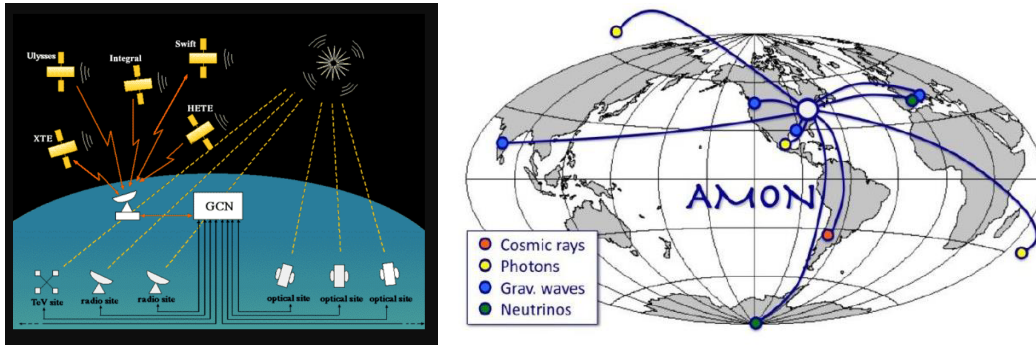 Ulysses
Integral
Swift
XTE
HETE
GCN
TeV site
radio site
radio site
optical site
optical site
optical site
AMON
Cosmic rays
Photons
Grav. waves
Neutrinos